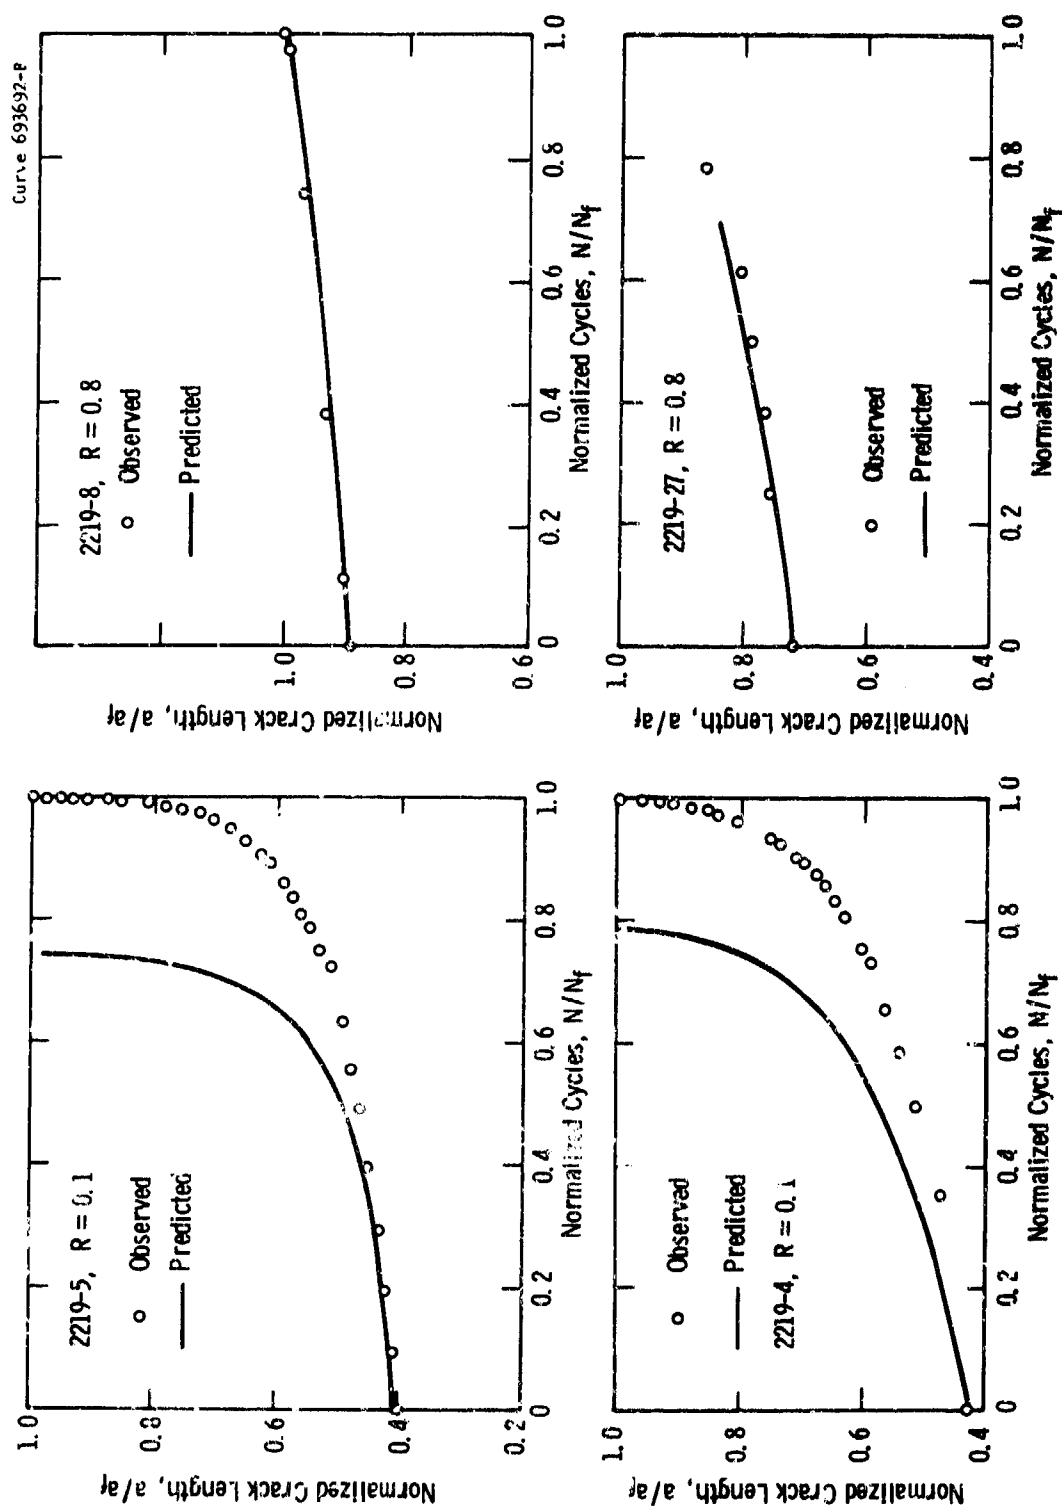 Curve 693692-B
2219-5, R = 0.1
Observed
Predicted
1.0
0.8
0.6
0.4
0.2
0
0.2
0.4
0.6
0.8
1.0
Normalized Crack Length, a/af
Normalized Cycles, N/Nf
2219-8, R = 0.8
Observed
Predicted
1.0
0.8
0.6
0
0.2
0.4
0.6
0.8
1.0
Normalized Crack Length, a/af
Normalized Cycles, N/Nf
Observed
Predicted
2219-4, R = 0.1
1.0
0.8
0.6
0.4
0
0.2
0.4
0.6
0.8
1.0
Normalized Crack Length, a/af
Normalized Cycles, N/Nf
2219-27, R = 0.8
Observed
Predicted
1.0
0.8
0.6
0.4
0
0.2
0.4
0.6
0.8
1.0
Normalized Crack Length, a/af
Normalized Cycles, N/Nf